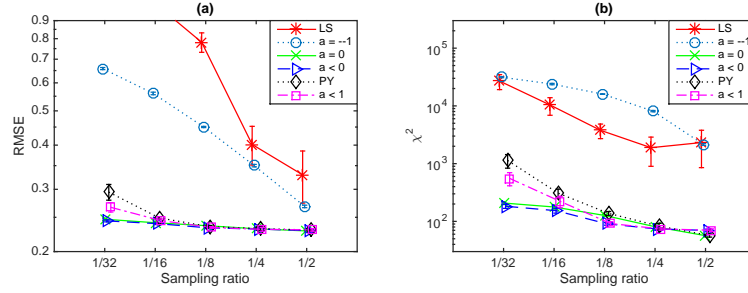 (a)
0.9
0.8
0.7
0.6
0.5
0.4
0.3
0.2
RMSE
1/32 1/16 1/8 1/4 1/2
Sampling ratio
LS
a = --1
a = 0
a < 0
PY
a < 1
(b)
10^5
10^4
10^3
10^2
χ^2
1/32 1/16 1/8 1/4 1/2
Sampling ratio
LS
a = --1
a = 0
a < 0
PY
a < 1